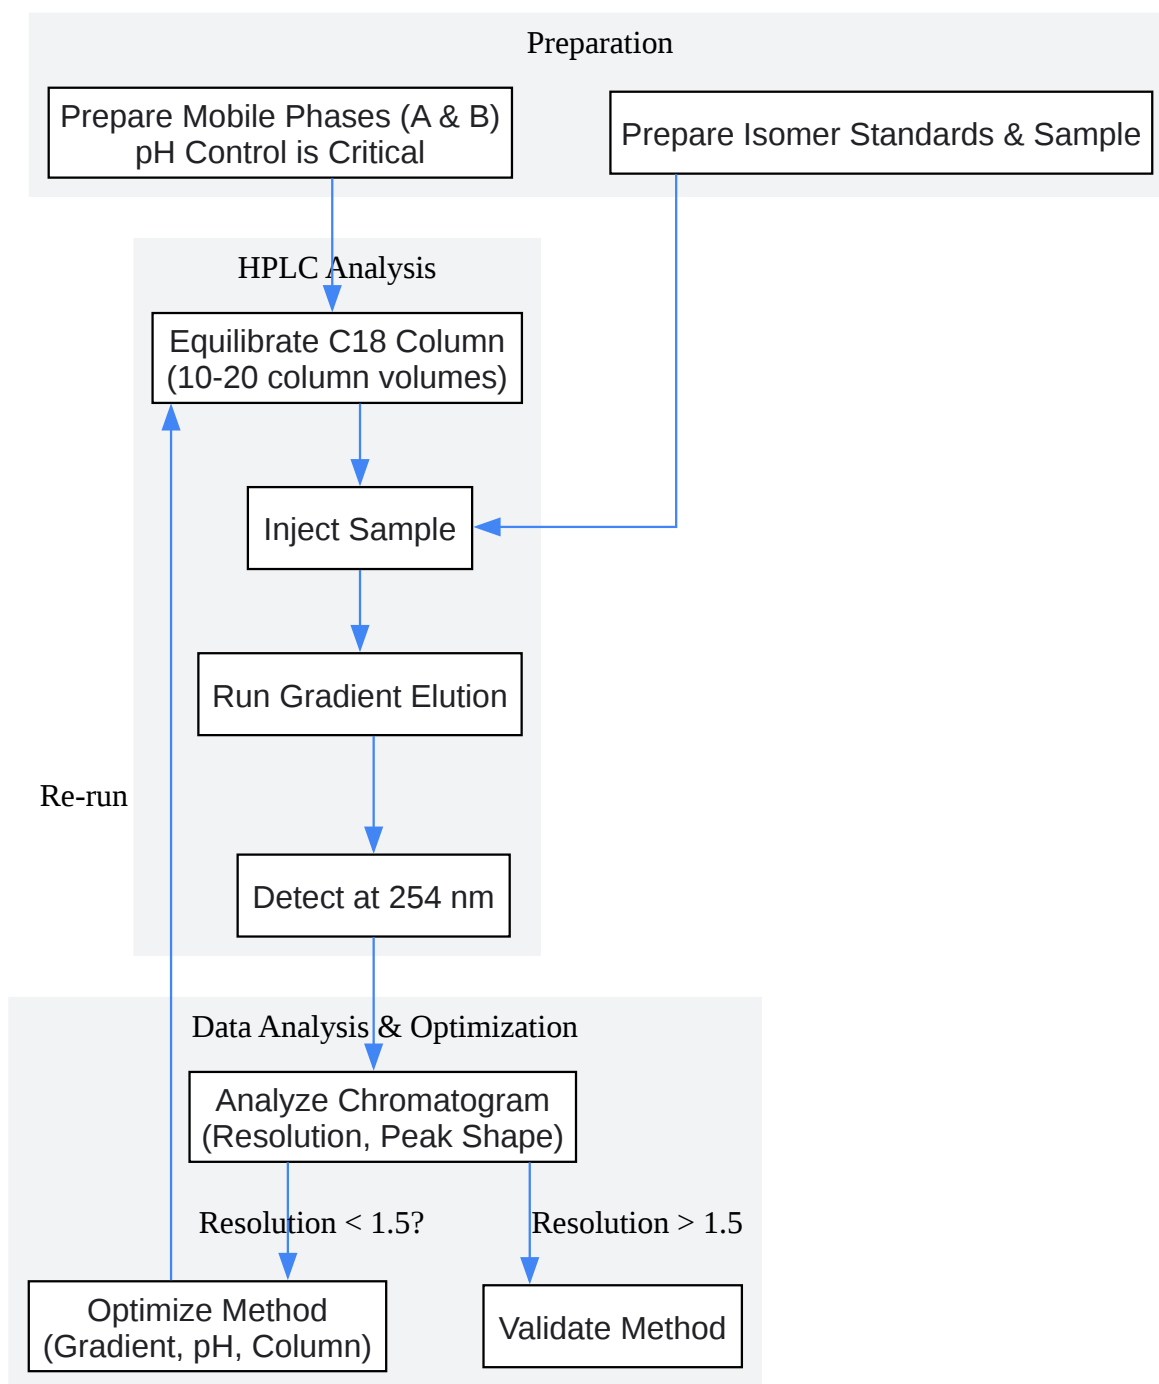 Preparation
Prepare Mobile Phases (A & B)
pH Control is Critical
Prepare Isomer Standards & Sample
HPLC Analysis
Equilibrate C18 Column
(10-20 column volumes)
Inject Sample
Run Gradient Elution
Re-run
Detect at 254 nm
Data Analysis & Optimization
Analyze Chromatogram
(Resolution, Peak Shape)
Resolution < 1.5?
Resolution > 1.5
Optimize Method
(Gradient, pH, Column)
Validate Method